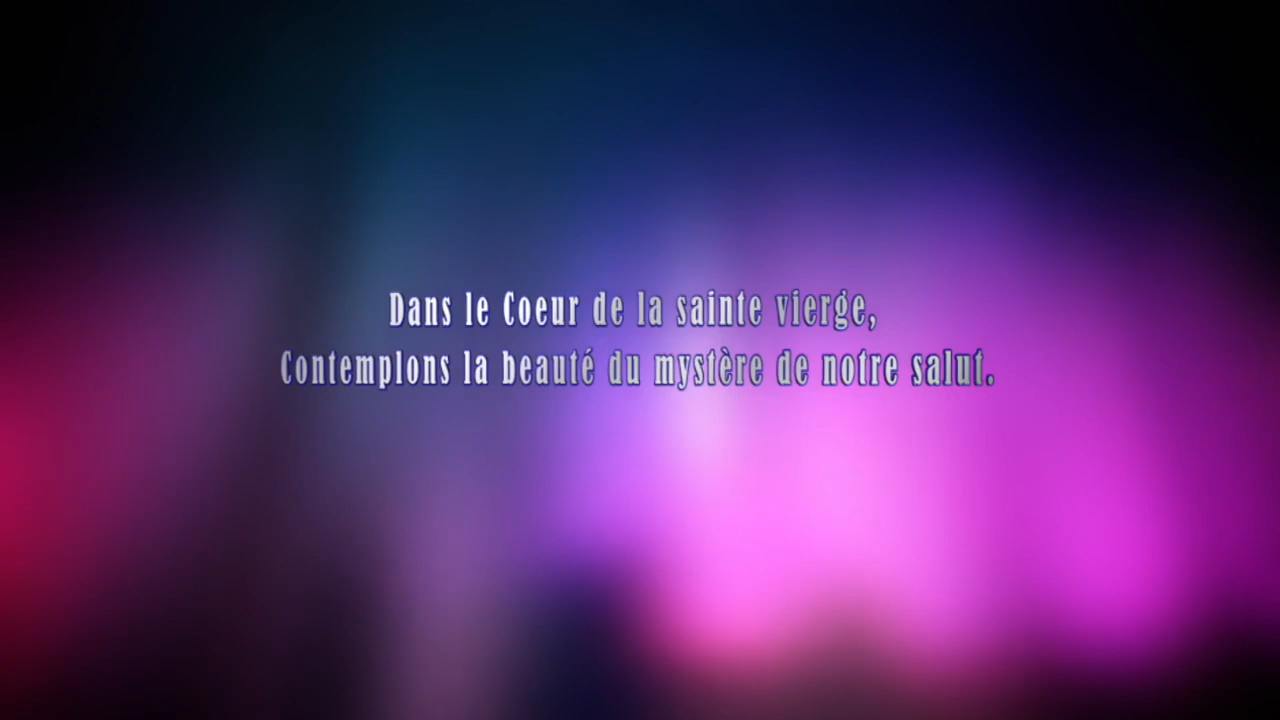 Dans le Coeur de la sainte vierge,
Contemplons la beauté du mystère de notre salut.